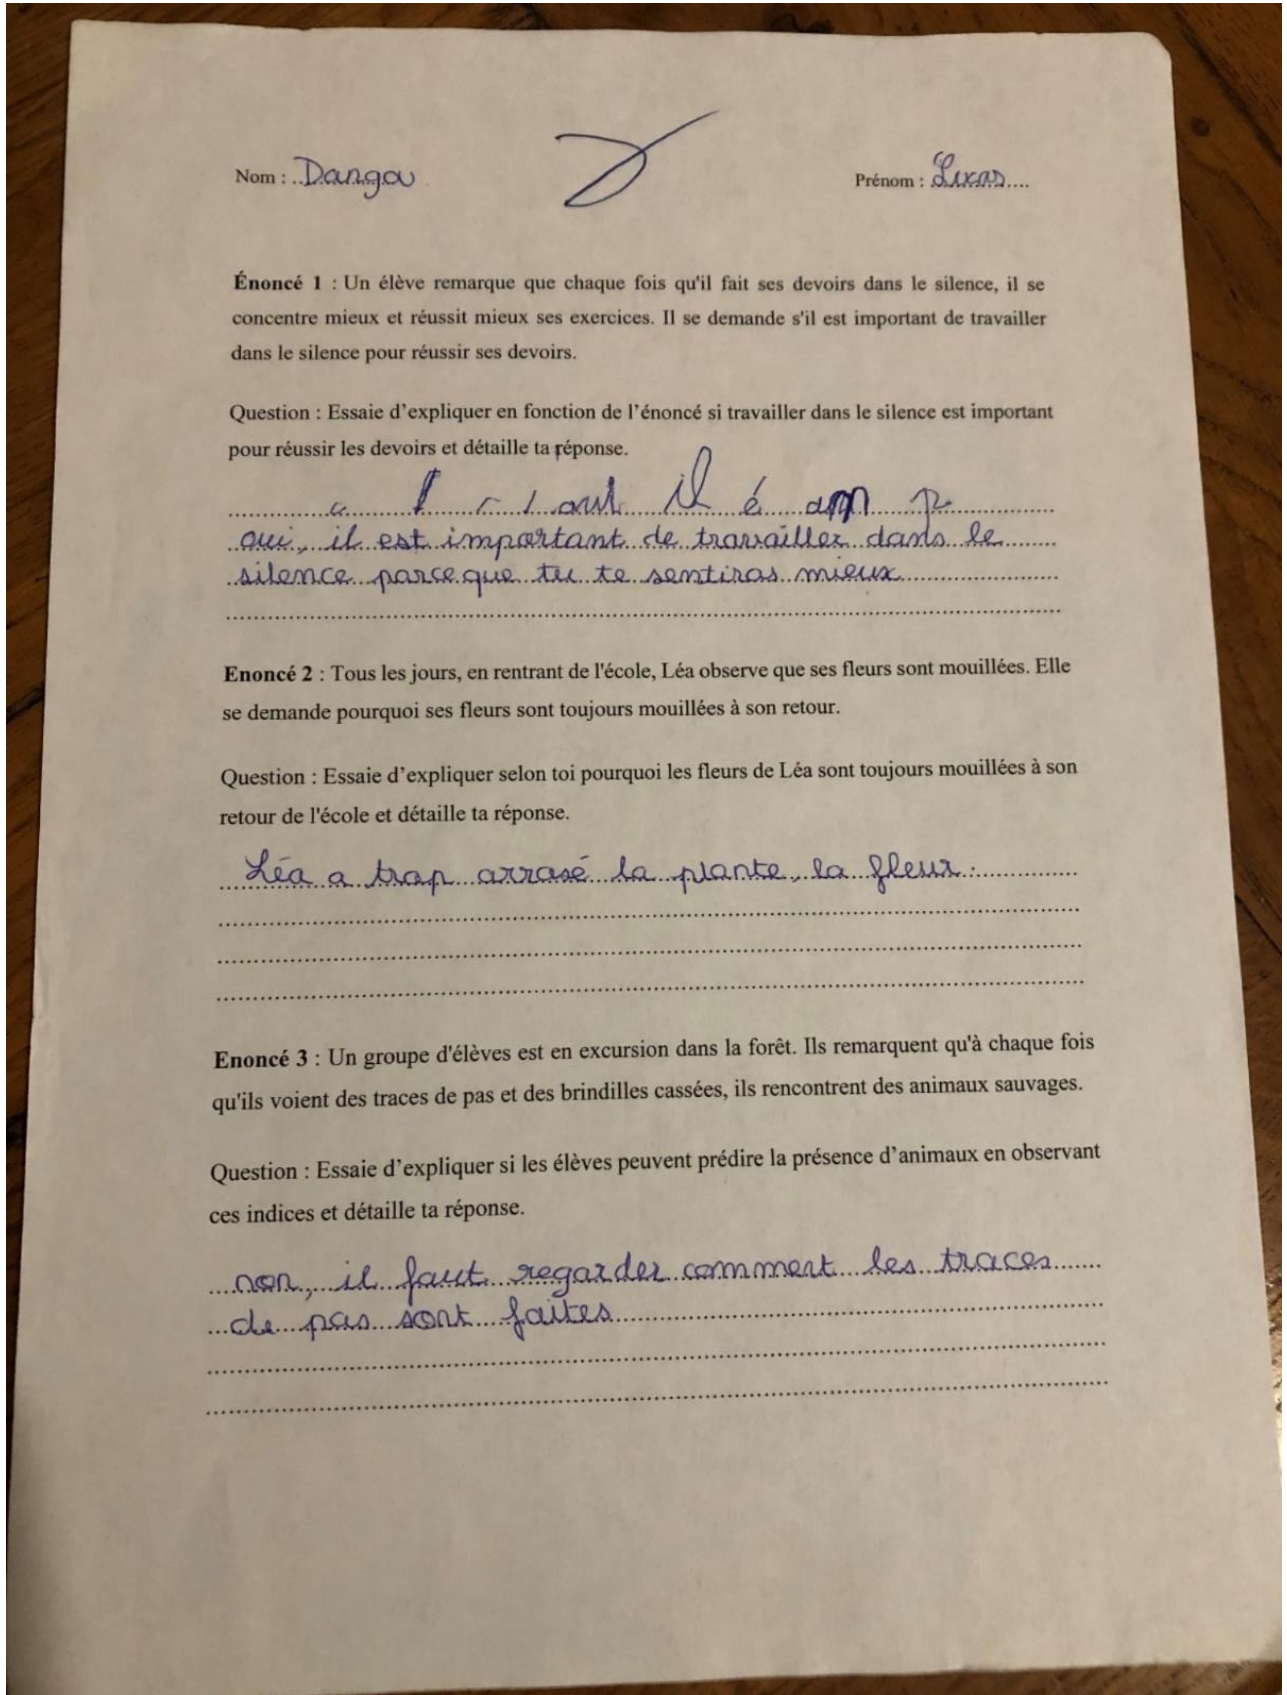 Nom : Danga Prénom : Lucas
Énoncé 1 : Un élève remarque que chaque fois qu'il fait ses devoirs dans le silence, il se
concentre mieux et réussit mieux ses exercices. Il se demande s'il est important de travailler
dans le silence pour réussir ses devoirs.
Question : Essaie d'expliquer en fonction de l'énoncé si travailler dans le silence est important
pour réussir les devoirs et détaille ta réponse.
il é
oui, il est important de travailler dans le
silence parce que tu te sentiras mieux
Enoncé 2 : Tous les jours, en rentrant de l'école, Léa observe que ses fleurs sont mouillées. Elle
se demande pourquoi ses fleurs sont toujours mouillées à son retour.
Question : Essaie d'expliquer selon toi pourquoi les fleurs de Léa sont toujours mouillées à son
retour de l'école et détaille ta réponse.
Léa a trop arrosé la plante, la fleur.
Enoncé 3 : Un groupe d'élèves est en excursion dans la forêt. Ils remarquent qu'à chaque fois
qu'ils voient des traces de pas et des brindilles cassées, ils rencontrent des animaux sauvages.
Question : Essaie d'expliquer si les élèves peuvent prédire la présence d'animaux en observant
ces indices et détaille ta réponse.
non, il faut regarder comment les traces
de pas sont faites